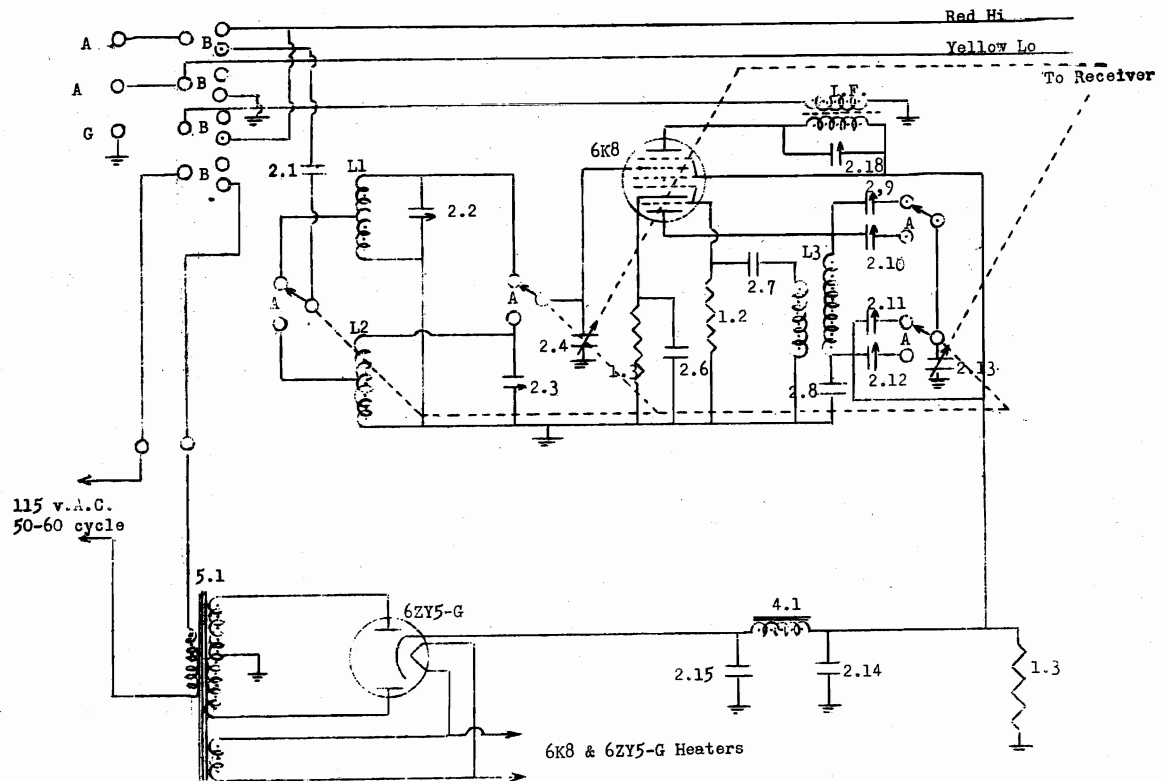 Red Hi
A
B
Yellow Lo
A
B
To Receiver
I.F.
G
B
6K8
2.18
B
2.1
L1
2.9
2.2
A
L3
2.10
2.7
A
A
2.11
1.2
L2
2.4
A
1.3
2.6
2.12
2.13
2.3
2.8
115 v.A.C.
50-60 cycle
5.1
6ZY5-G
4.1
2.15
2.14
1.3
6K8 & 6ZY5-G Heaters